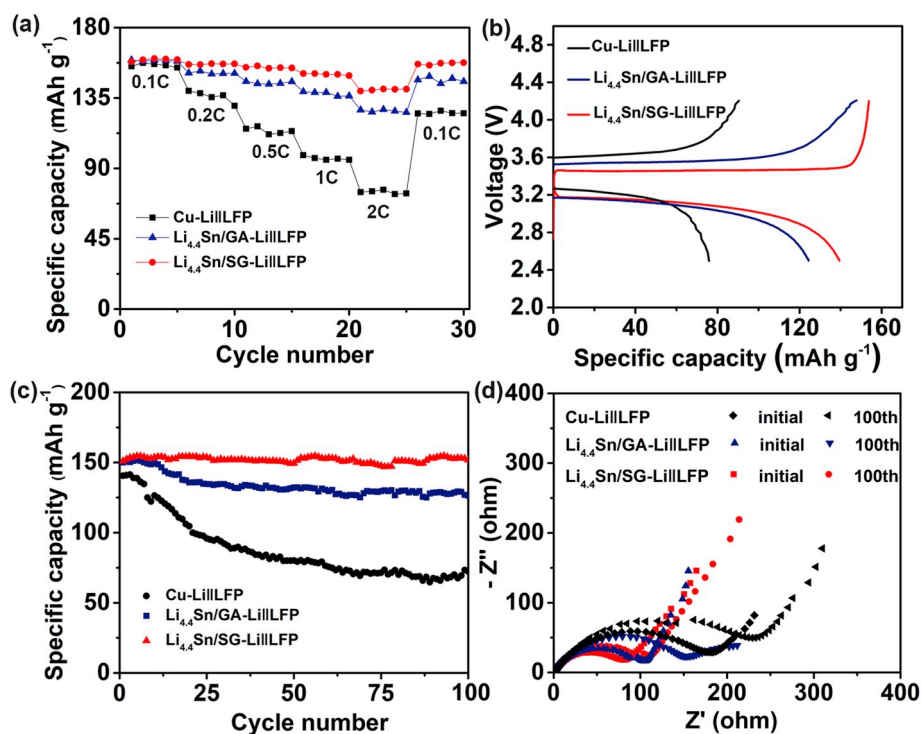 (a)
180
135
90
45
0
Specific capacity (mAh g⁻¹)
0.1C
0.2C
0.5C
1C
2C
0.1C
Cu-Li||LFP
Li₄.₄Sn/GA-Li||LFP
Li₄.₄Sn/SG-Li||LFP
0 10 20 30
Cycle number
(b)
4.8
4.4
4.0
3.6
3.2
2.8
2.4
2.0
Voltage (V)
Cu-Li||LFP
Li₄.₄Sn/GA-Li||LFP
Li₄.₄Sn/SG-Li||LFP
0 40 80 120 160
Specific capacity (mAh g⁻¹)
(c)
200
150
100
50
0
Specific capacity (mAh g⁻¹)
Cu-Li||LFP
Li₄.₄Sn/GA-Li||LFP
Li₄.₄Sn/SG-Li||LFP
0 25 50 75 100
Cycle number
(d)
400
300
200
100
0
- Z'' (ohm)
Cu-Li||LFP initial 100th
Li₄.₄Sn/GA-Li||LFP initial 100th
Li₄.₄Sn/SG-Li||LFP initial 100th
0 100 200 300 400
Z' (ohm)